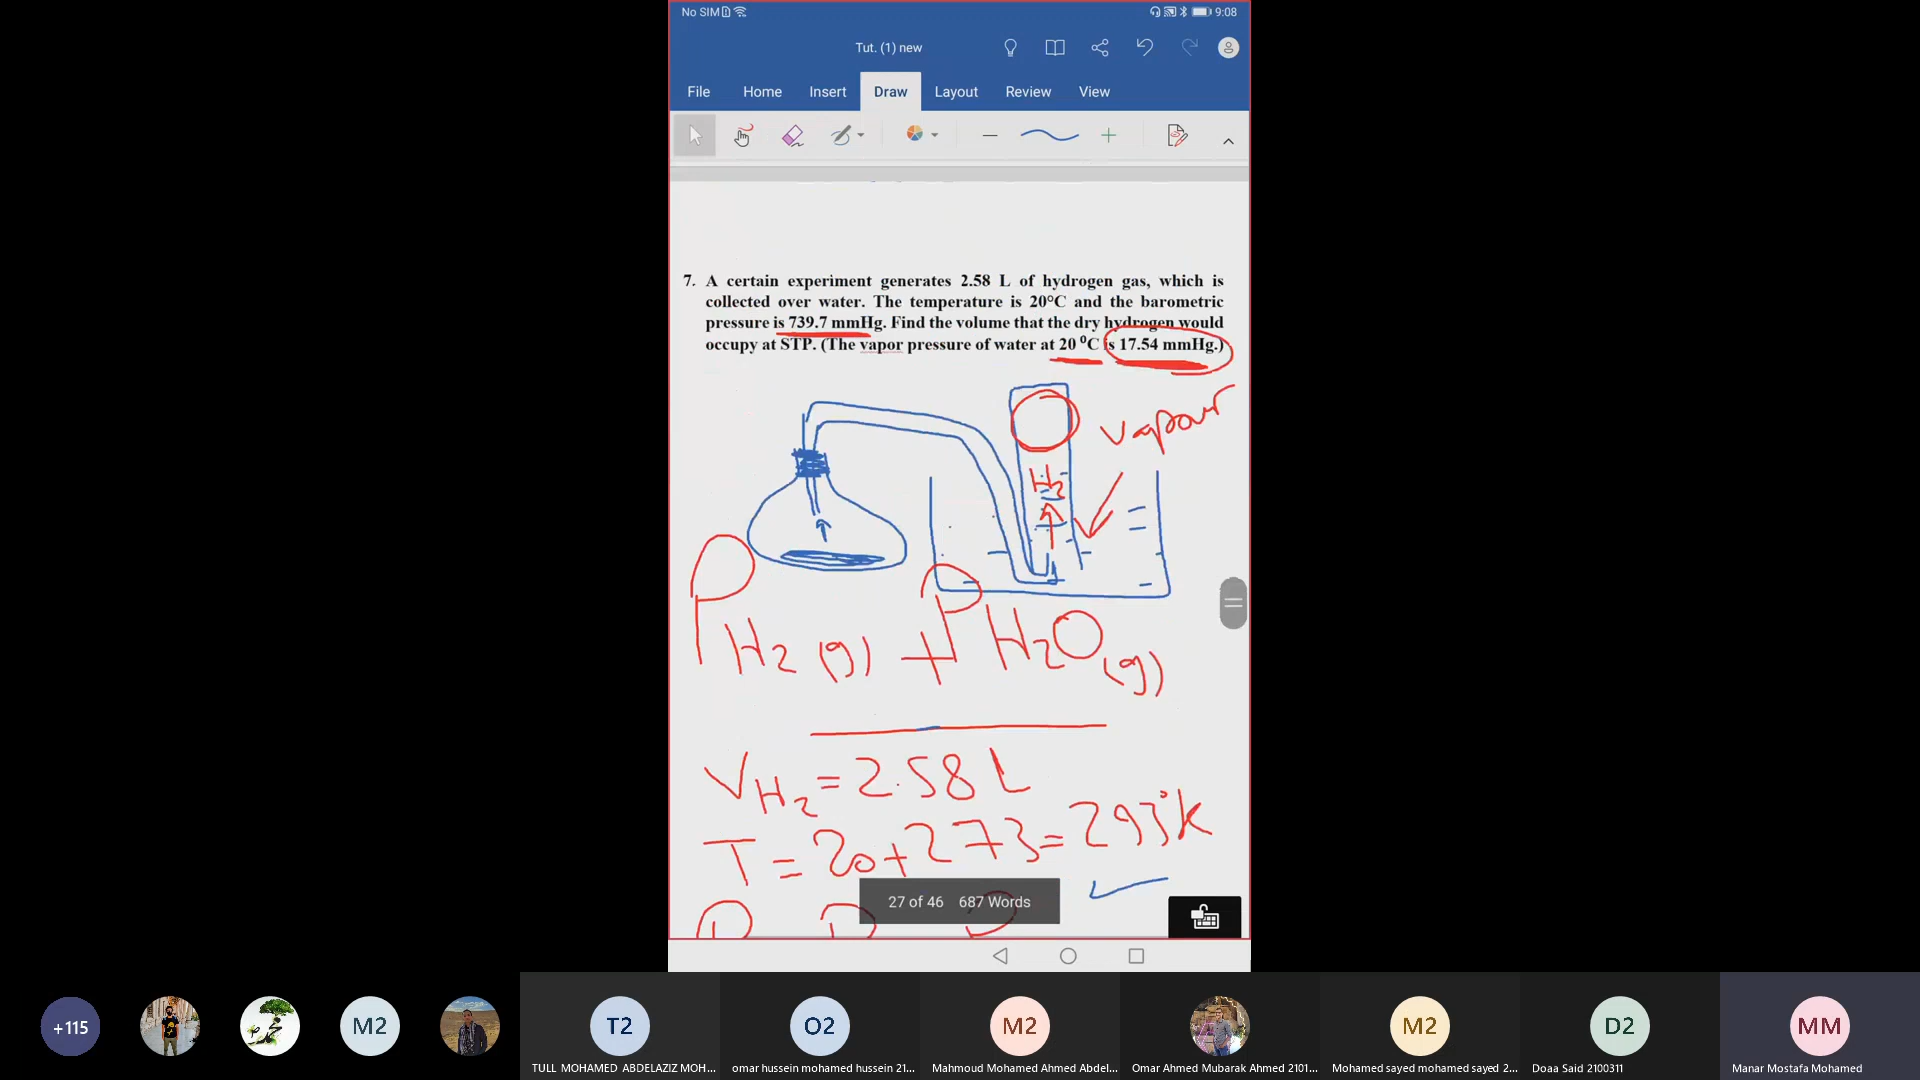 No SIM
9:08
Tut. (1) new
File Home Insert Draw Layout Review View
7. A certain experiment generates 2.58 L of hydrogen gas, which is
collected over water. The temperature is 20°C and the barometric
pressure is 739.7 mmHg. Find the volume that the dry hydrogen would
occupy at STP. (The vapor pressure of water at 20 ⁰C is 17.54 mmHg.)
vapour
H2
P H2 (g) + P H2O (g)
V H2 = 2.58 L
T = 20 + 273 = 293°k
27 of 46 687 Words
+115
M2
T2
O2
M2
M2
D2
MM
TULL MOHAMED ABDELAZIZ MOH...
omar hussein mohamed hussein 21...
Mahmoud Mohamed Ahmed Abdel...
Omar Ahmed Mubarak Ahmed 2101...
Mohamed sayed mohamed sayed 2...
Doaa Said 2100311
Manar Mostafa Mohamed